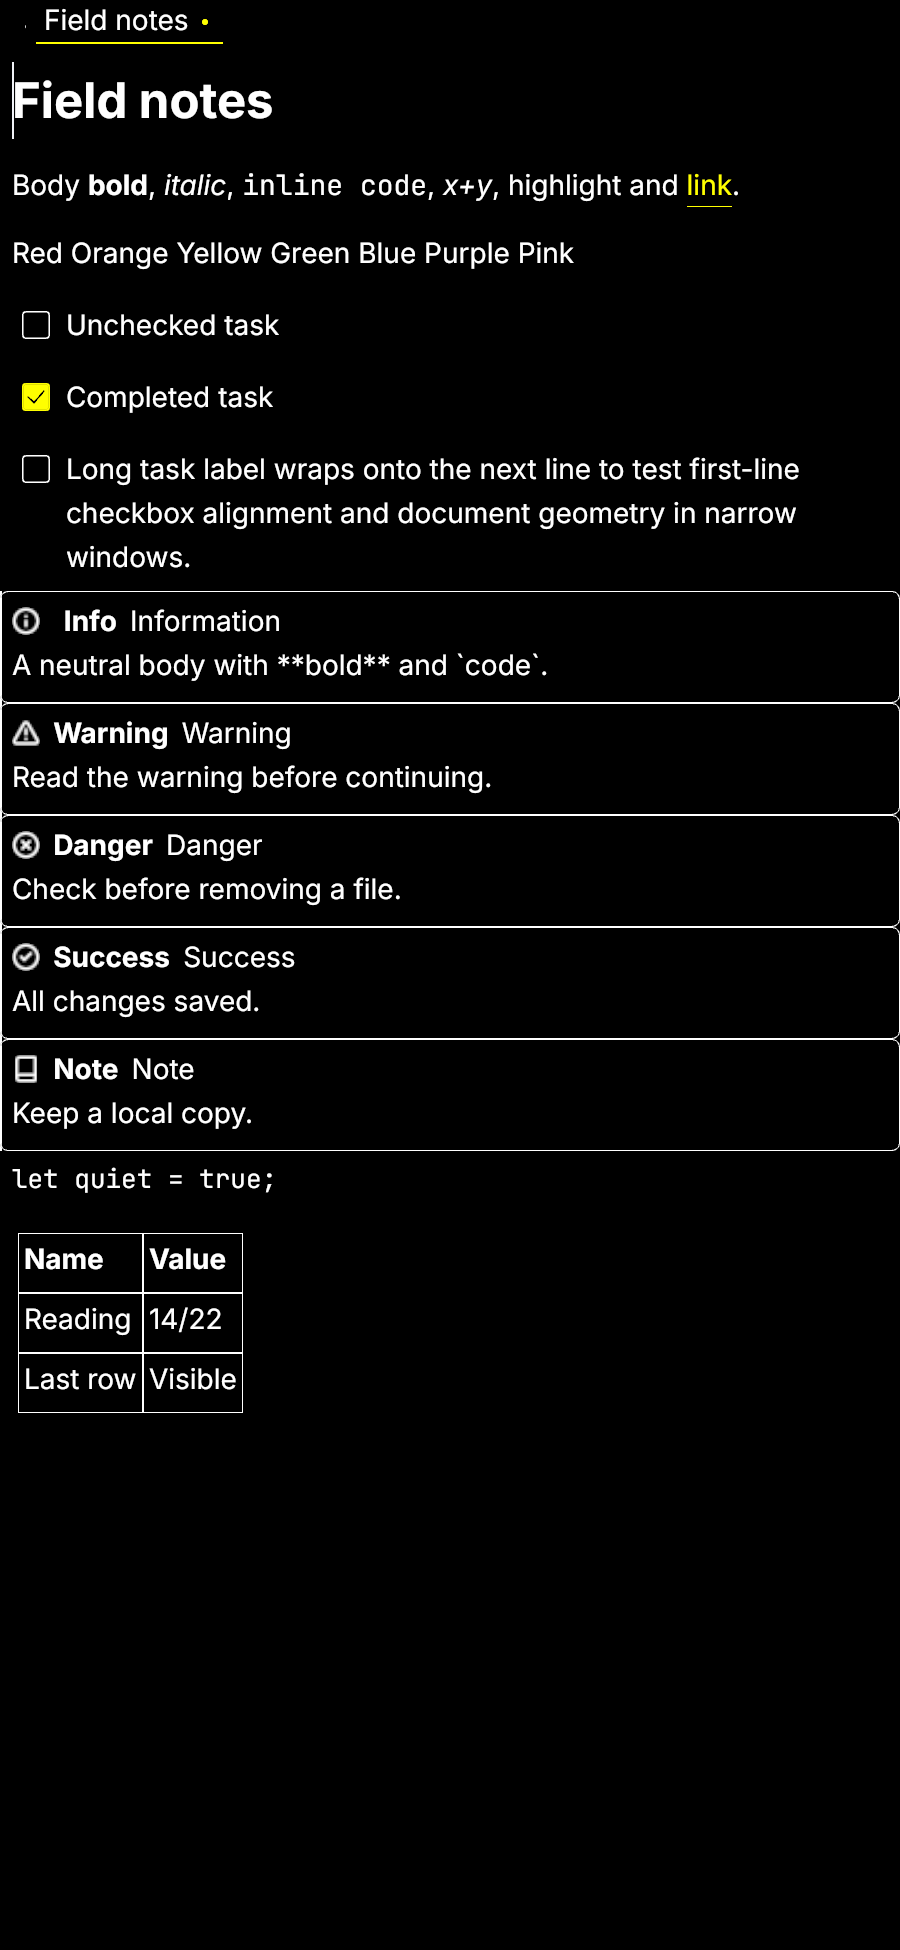 Field notes
Field notes
Body bold, italic, inline code, x+y, highlight and link.
Red Orange Yellow Green Blue Purple Pink
Unchecked task
Completed task
Long task label wraps onto the next line to test first-line
checkbox alignment and document geometry in narrow
windows.
Info Information
A neutral body with **bold** and `code`.
Warning Warning
Read the warning before continuing.
Danger Danger
Check before removing a file.
Success Success
All changes saved.
Note Note
Keep a local copy.
let quiet = true;
Name Value
Reading 14/22
Last row Visible